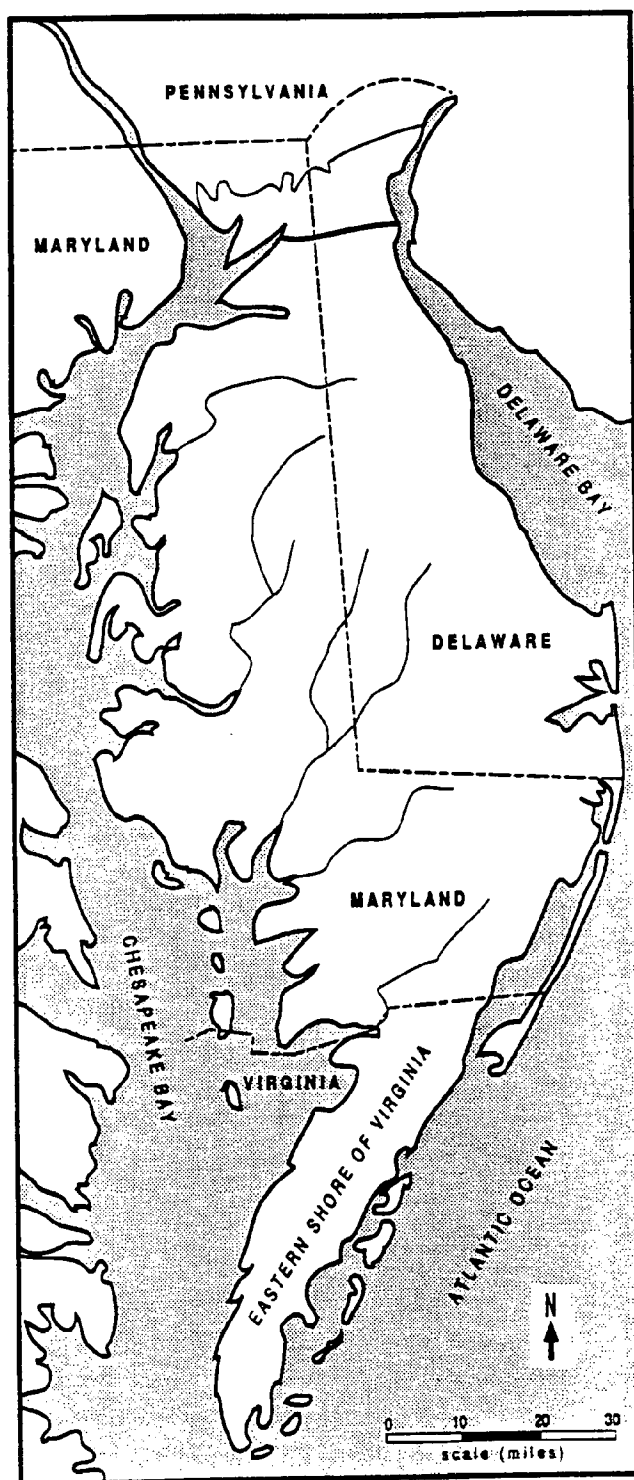 PENNSYLVANIA
MARYLAND
DELAWARE BAY
DELAWARE
MARYLAND
CHESAPEAKE BAY
VIRGINIA
EASTERN SHORE OF VIRGINIA
ATLANTIC OCEAN
N
0 10 20 30
scale (miles)